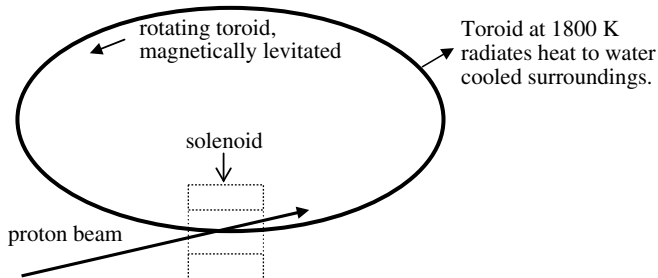 rotating toroid,
magnetically levitated
Toroid at 1800 K
radiates heat to water
cooled surroundings.
solenoid
proton beam